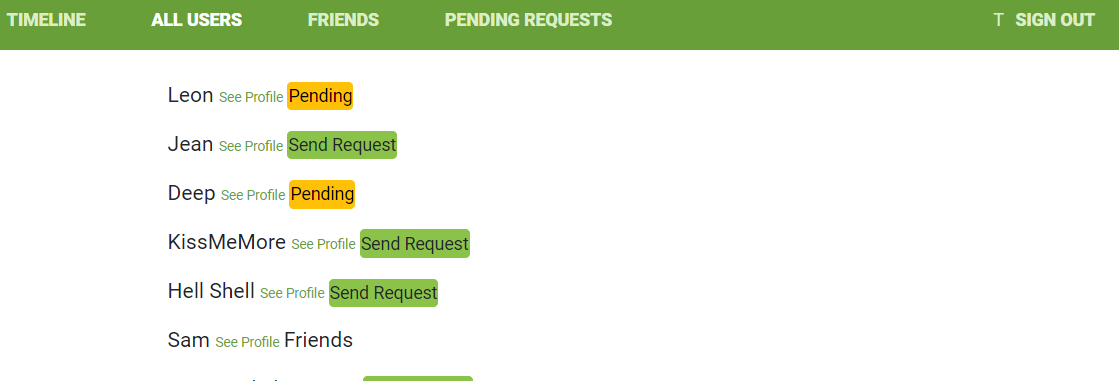 TIMELINE ALL USERS FRIENDS PENDING REQUESTS T SIGN OUT
Leon See Profile Pending
Jean See Profile Send Request
Deep See Profile Pending
KissMeMore See Profile Send Request
Hell Shell See Profile Send Request
Sam See Profile Friends